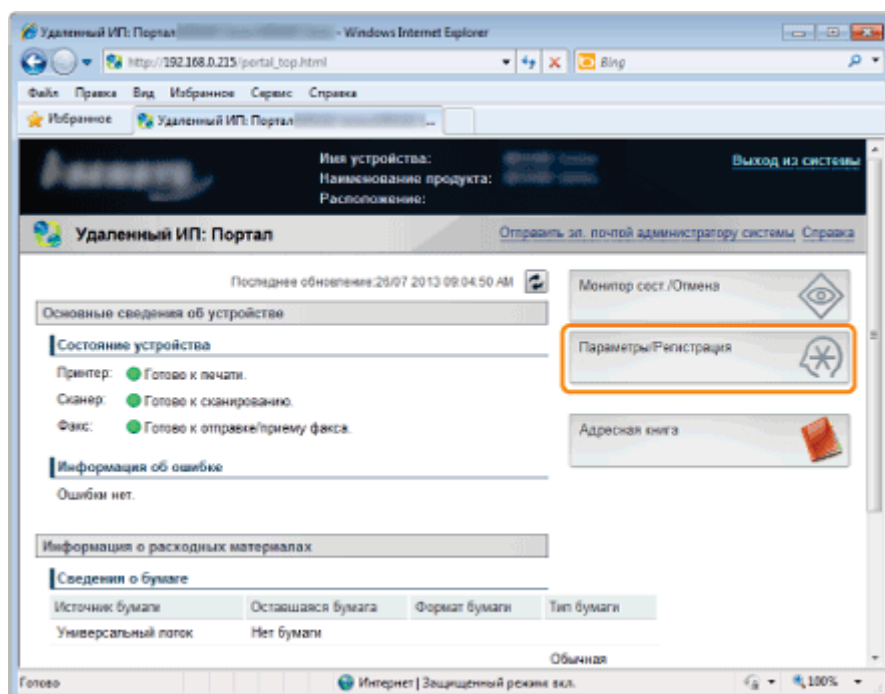 Удаленный ИП: Портал - Windows Internet Explorer
http://192.168.0.215/portal_top.html
Bing
Файл Правка Вид Избранное Сервис Справка
Избранное Удаленный ИП: Портал ...
Имя устройства:
Наименование продукта:
Расположение:
Выход из системы
Удаленный ИП: Портал
Отправить эл. почтой администратору системы Справка
Последнее обновление:26/07 2013 09:04:50 AM
Монитор сост./Отмена
Основные сведения об устройстве
Параметры/Регистрация
Состояние устройства
Принтер: Готово к печати.
Сканер: Готово к сканированию.
Факс: Готово к отправке/приему факса.
Адресная книга
Информация об ошибке
Ошибки нет.
Информация о расходных материалах
Сведения о бумаге
Источник бумаги Оставшаяся бумага Формат бумаги Тип бумаги
Универсальный лоток Нет бумаги
Обычная
Готово
Интернет | Защищенный режим вкл.
100%